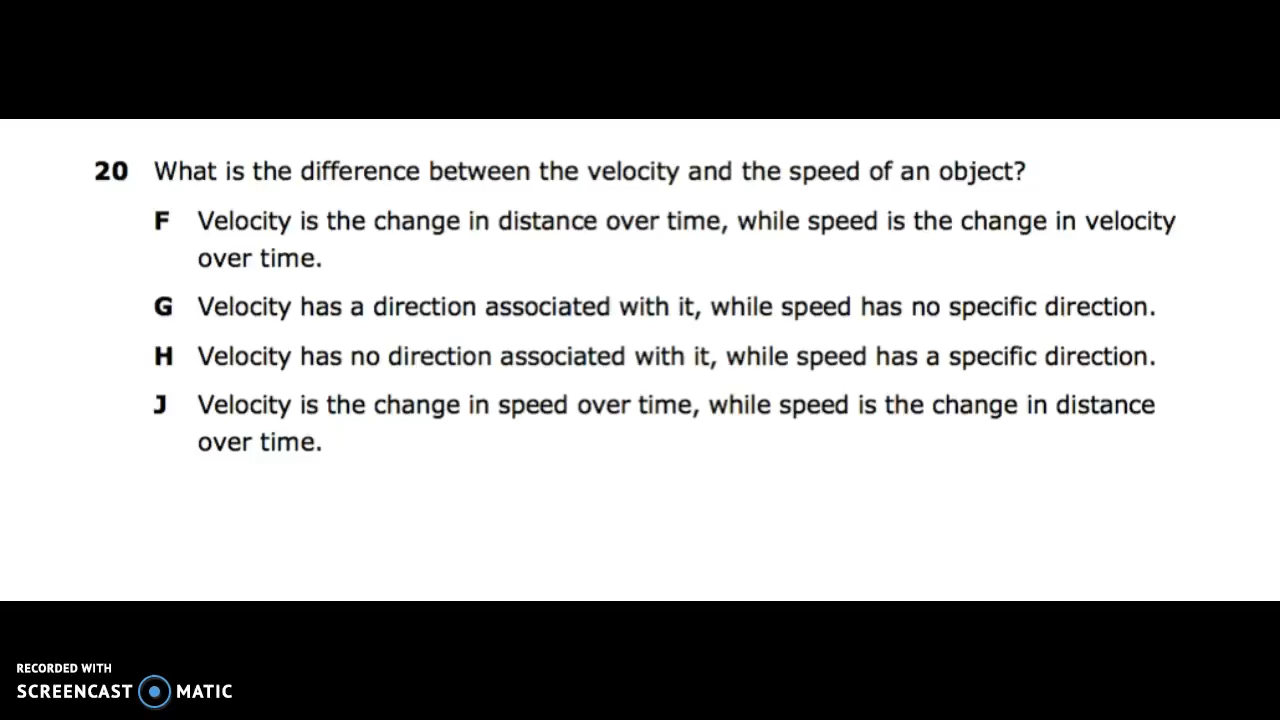 20 What is the difference between the velocity and the speed of an object?
F Velocity is the change in distance over time, while speed is the change in velocity
over time.
G Velocity has a direction associated with it, while speed has no specific direction.
H Velocity has no direction associated with it, while speed has a specific direction.
J Velocity is the change in speed over time, while speed is the change in distance
over time.
RECORDED WITH
SCREENCAST MATIC